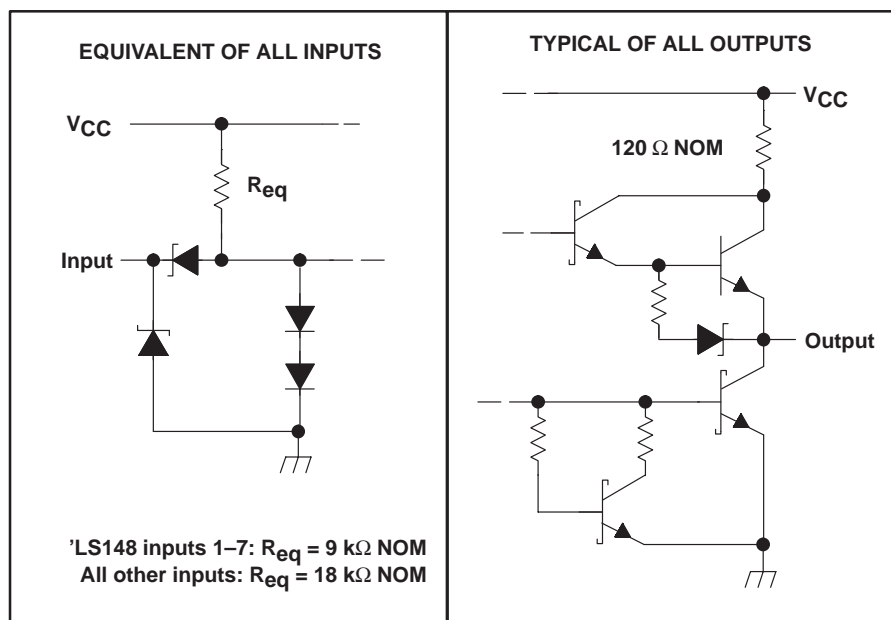 EQUIVALENT OF ALL INPUTS
VCC
Req
Input
'LS148 inputs 1–7: Req = 9 kΩ NOM
All other inputs: Req = 18 kΩ NOM
TYPICAL OF ALL OUTPUTS
VCC
120 Ω NOM
Output